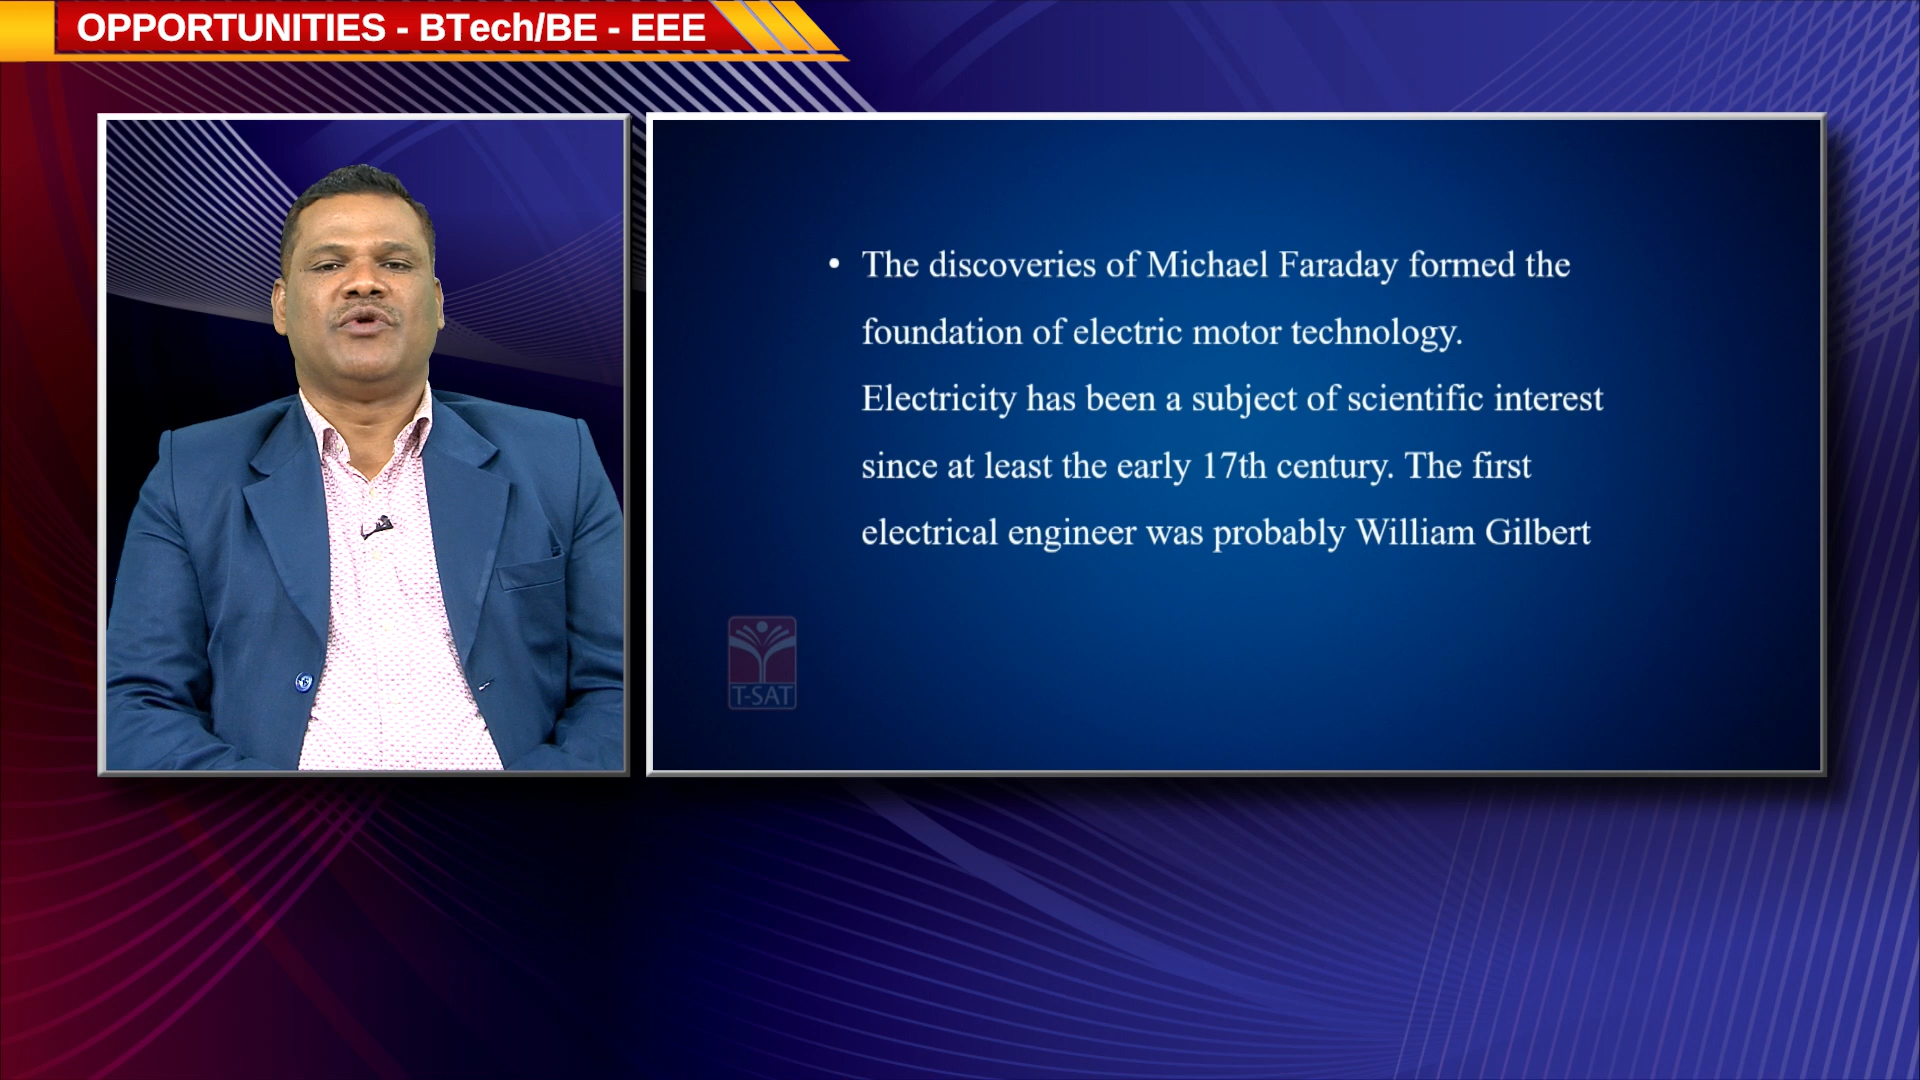 OPPORTUNITIES - BTech/BE - EEE
• The discoveries of Michael Faraday formed the
foundation of electric motor technology.
Electricity has been a subject of scientific interest
since at least the early 17th century. The first
electrical engineer was probably William Gilbert
T-SAT